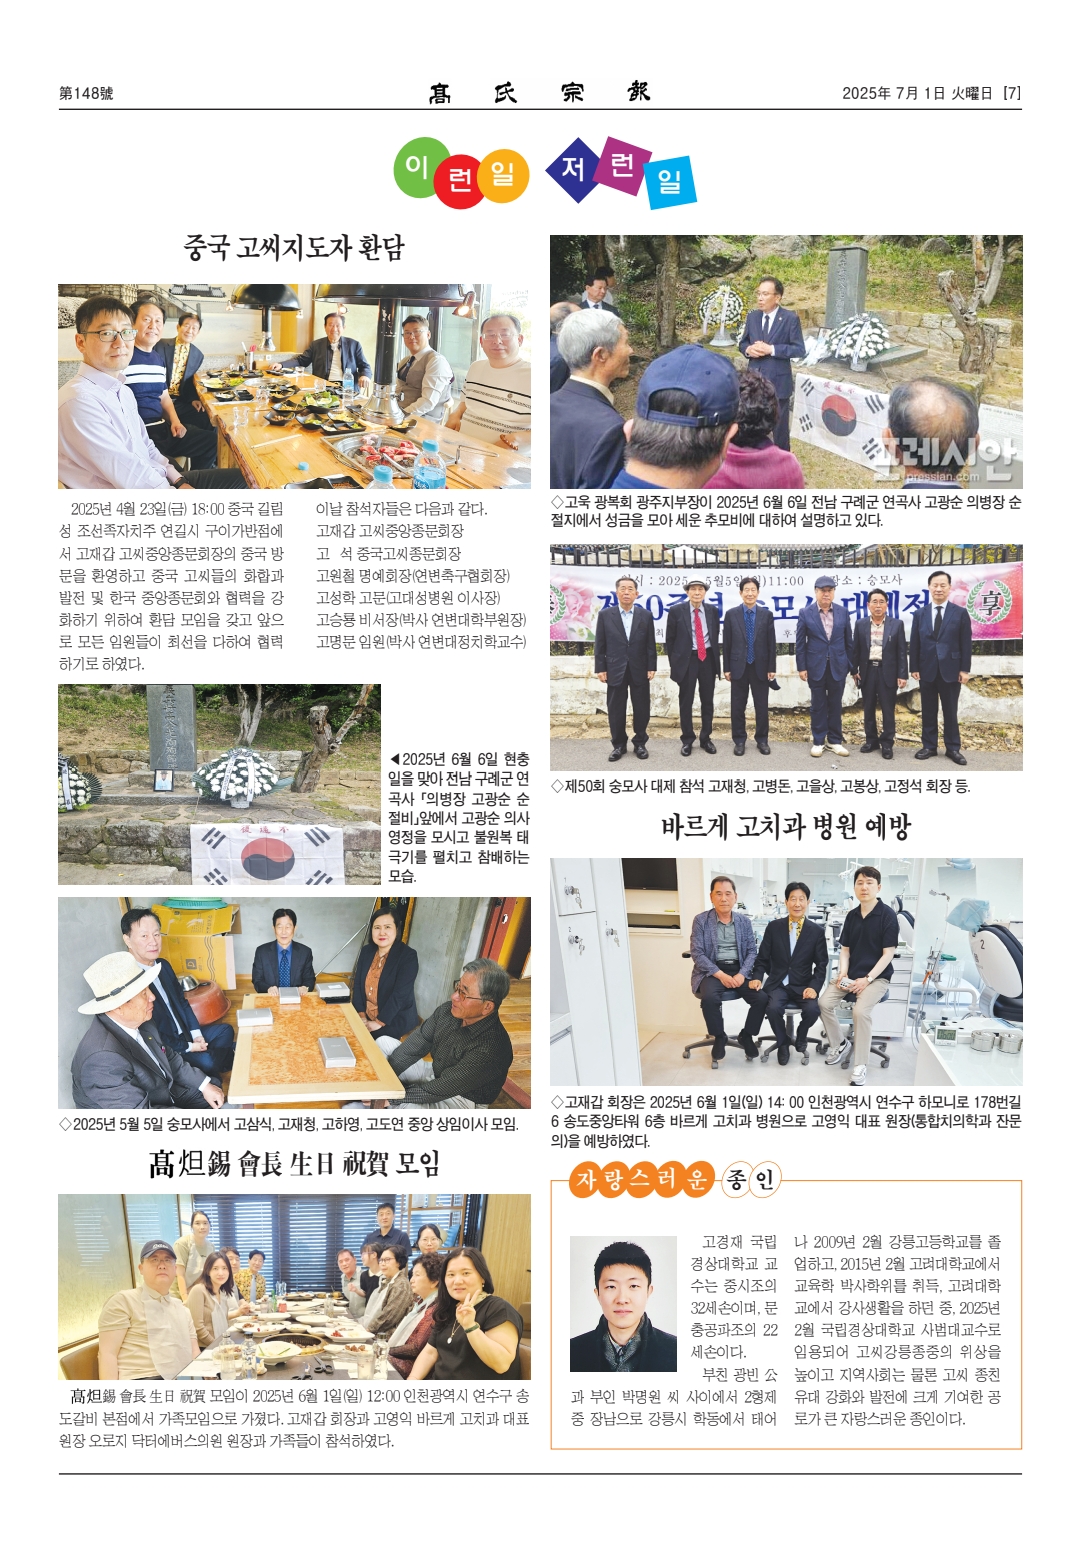 第148號
高氏宗報
2025年 7月 1日 火曜日 [7]
이런일 저런일
중국 고씨지도자 환담
2025년 4월 23일(금) 18:00 중국 길림
성 조선족자치주 연길시 구이가반점에
서 고재갑 고씨중앙종문회장의 중국 방
문을 환영하고 중국 고씨들의 화합과
발전 및 한국 중앙종문회와 협력을 강
화하기 위하여 환담 모임을 갖고 앞으
로 모든 임원들이 최선을 다하여 협력
하기로 하였다.
이날 참석자들은 다음과 같다.
고재갑 고씨중앙종문회장
고 석 중국고씨종문회장
고원철 명예회장(연변축구협회장)
고성학 고문(고대성병원 이사장)
고승룡 비서장(박사 연변대학부원장)
고명문 임원(박사 연변대정치학교수)
◀2025년 6월 6일 현충
일을 맞아 전남 구례군 연
곡사 「의병장 고광순 순
절비」앞에서 고광순 의사
영정을 모시고 불원복 태
극기를 펼치고 참배하는
모습.
◇2025년 5월 5일 숭모사에서 고삼식, 고재청, 고하영, 고도연 중앙 상임이사 모임.
髙炟錫 會長 生日 祝賀 모임
髙炟錫 會長 生日 祝賀 모임이 2025년 6월 1일(일) 12:00 인천광역시 연수구 송
도갈비 본점에서 가족모임으로 가졌다. 고재갑 회장과 고영익 바르게 고치과 대표
원장 오로지 닥터에버스의원 원장과 가족들이 참석하였다.
프레시안
pressian.com
◇고욱 광복회 광주지부장이 2025년 6월 6일 전남 구례군 연곡사 고광순 의병장 순
절지에서 성금을 모아 세운 추모비에 대하여 설명하고 있다.
일시 : 2025 5월5일(일)11:00 장소 : 숭모사
제50주년 숭모사 대제전
享
◇제50회 숭모사 대제 참석 고재청, 고병돈, 고을상, 고봉상, 고정석 회장 등.
바르게 고치과 병원 예방
2
◇고재갑 회장은 2025년 6월 1일(일) 14: 00 인천광역시 연수구 하모니로 178번길
6 송도중앙타워 6층 바르게 고치과 병원으로 고영익 대표 원장(통합치의학과 전문
의)을 예방하였다.
자랑스러운 종인
고경재 국립
경상대학교 교
수는 중시조의
32세손이며, 문
충공파조의 22
세손이다.
부친 광빈 公
과 부인 박명원 씨 사이에서 2형제
중 장남으로 강릉시 학동에서 태어
나 2009년 2월 강릉고등학교를 졸
업하고, 2015년 2월 고려대학교에서
교육학 박사학위를 취득, 고려대학
교에서 강사생활을 하던 중, 2025년
2월 국립경상대학교 사범대교수로
임용되어 고씨강릉종중의 위상을
높이고 지역사회는 물론 고씨 종친
유대 강화와 발전에 크게 기여한 공
로가 큰 자랑스러운 종인이다.